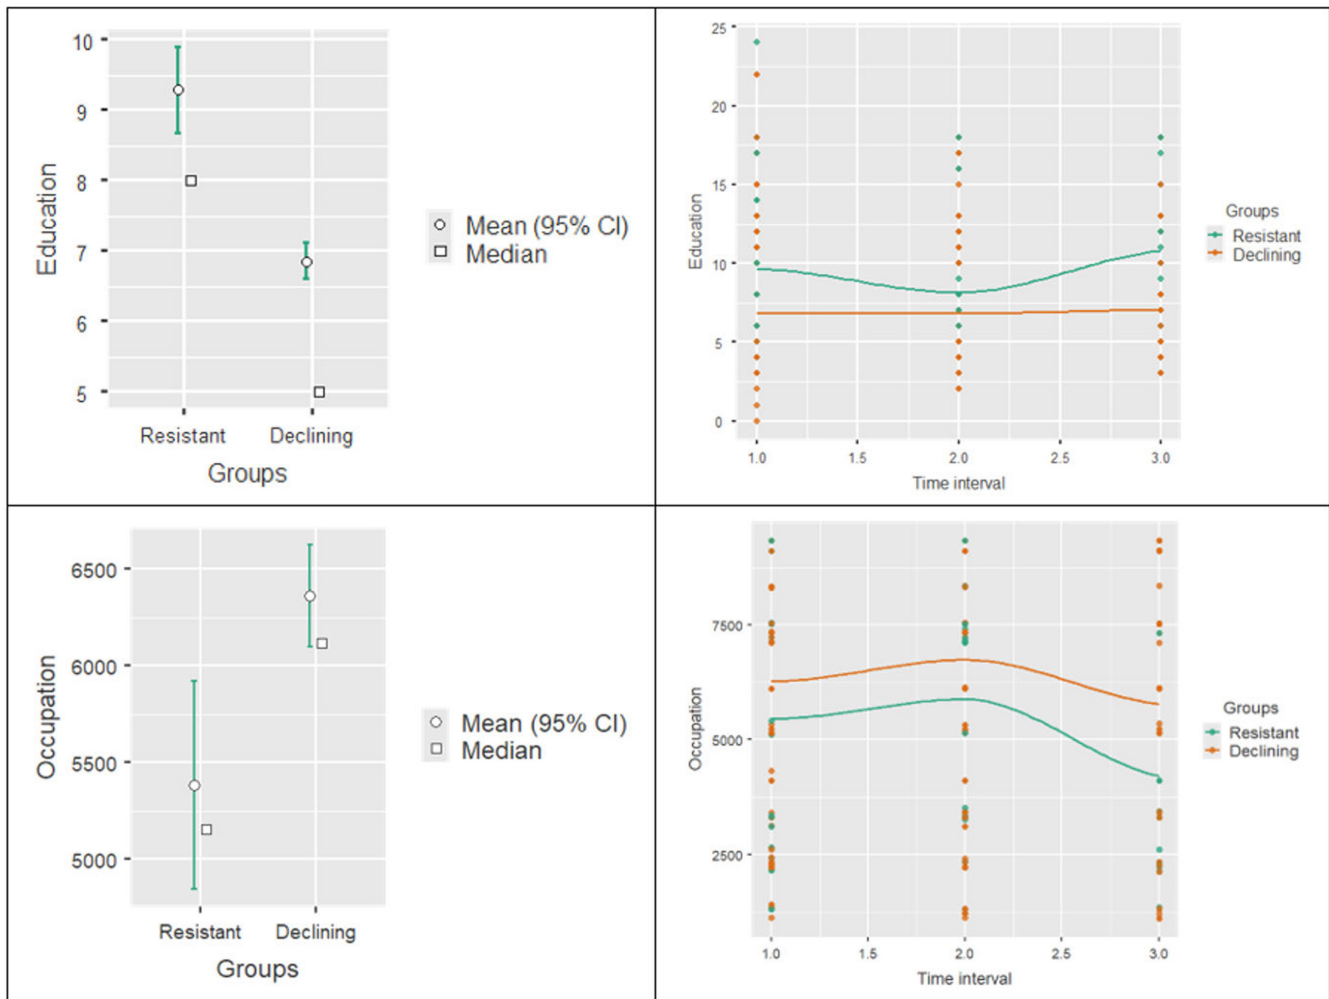 10
9
8
7
6
5
Education
Resistant
Declining
Groups
Mean (95% CI)
Median
25
20
15
10
5
0
Education
1.0
1.5
2.0
2.5
3.0
Time interval
Groups
Resistant
Declining
6500
6000
5500
5000
Occupation
Resistant
Declining
Groups
Mean (95% CI)
Median
7500
5000
2500
Occupation
1.0
1.5
2.0
2.5
3.0
Time interval
Groups
Resistant
Declining